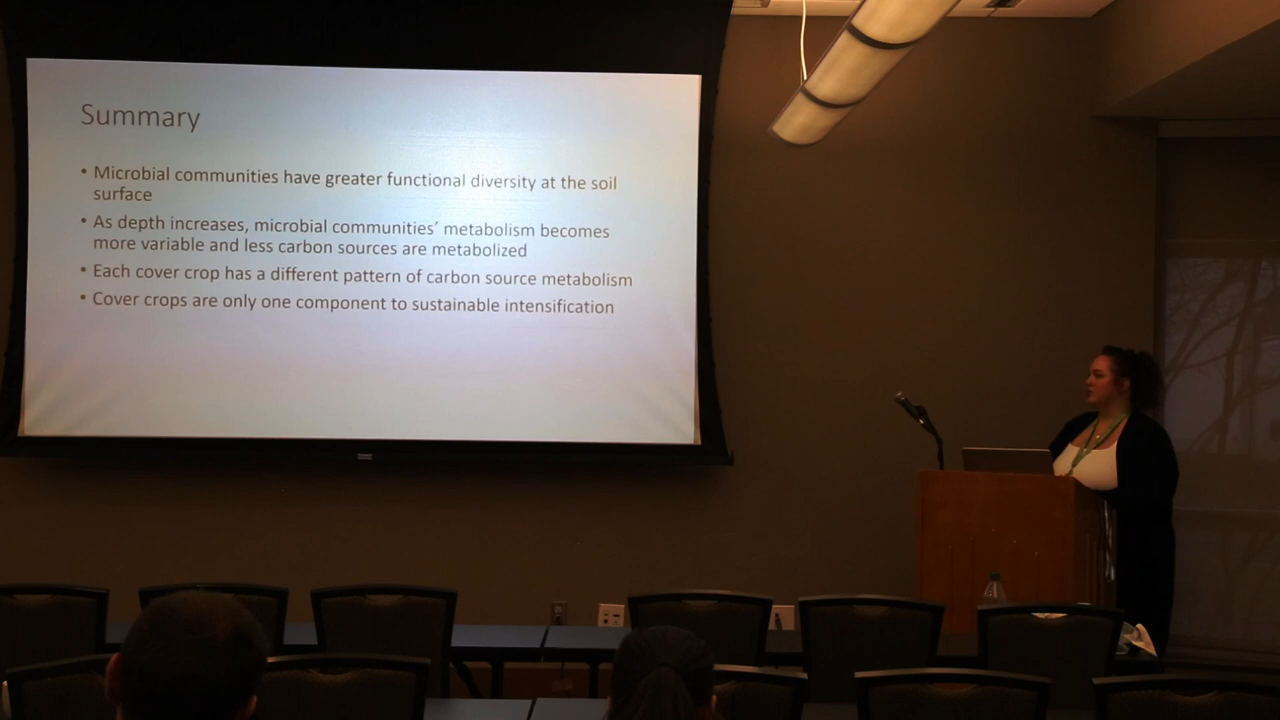 Summary
• Microbial communities have greater functional diversity at the soil
surface
• As depth increases, microbial communities' metabolism becomes
more variable and less carbon sources are metabolized
• Each cover crop has a different pattern of carbon source metabolism
• Cover crops are only one component to sustainable intensification